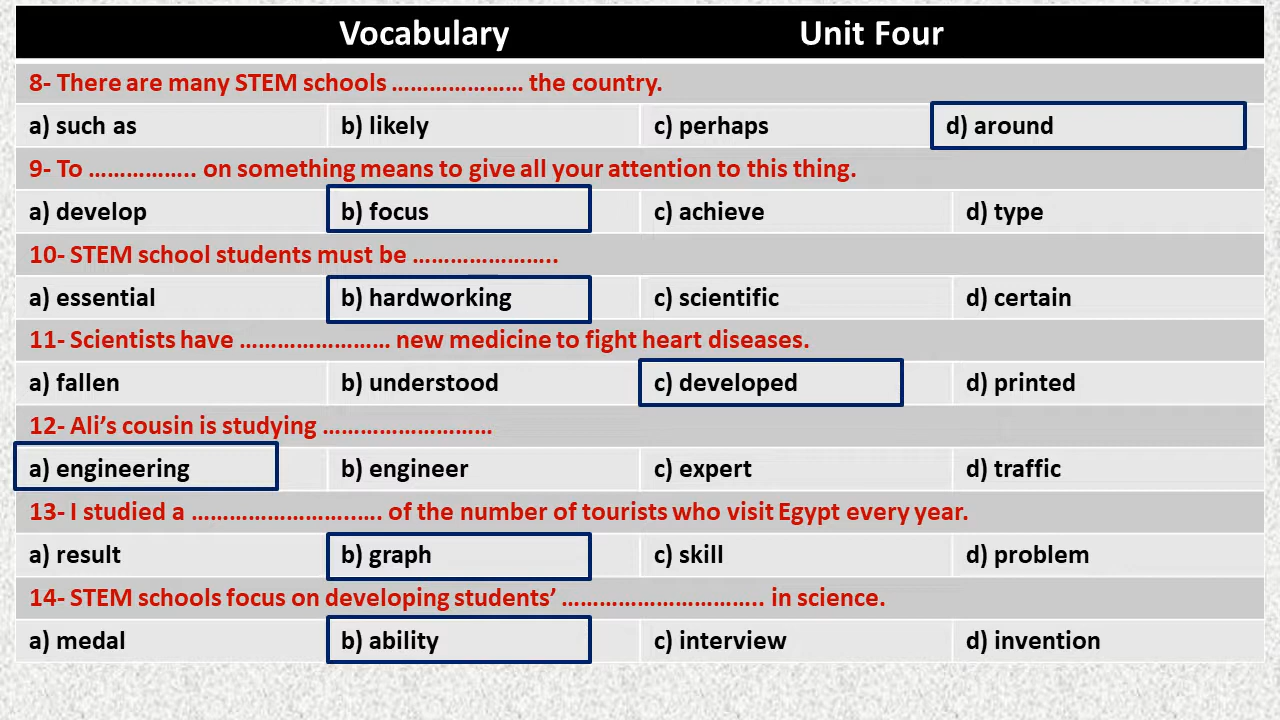 Vocabulary Unit Four
8- There are many STEM schools ………………… the country.
a) such as b) likely c) perhaps d) around
9- To …………….. on something means to give all your attention to this thing.
a) develop b) focus c) achieve d) type
10- STEM school students must be …………………..
a) essential b) hardworking c) scientific d) certain
11- Scientists have …………………… new medicine to fight heart diseases.
a) fallen b) understood c) developed d) printed
12- Ali’s cousin is studying ………………………
a) engineering b) engineer c) expert d) traffic
13- I studied a ……………………..…. of the number of tourists who visit Egypt every year.
a) result b) graph c) skill d) problem
14- STEM schools focus on developing students’ ………………………….. in science.
a) medal b) ability c) interview d) invention